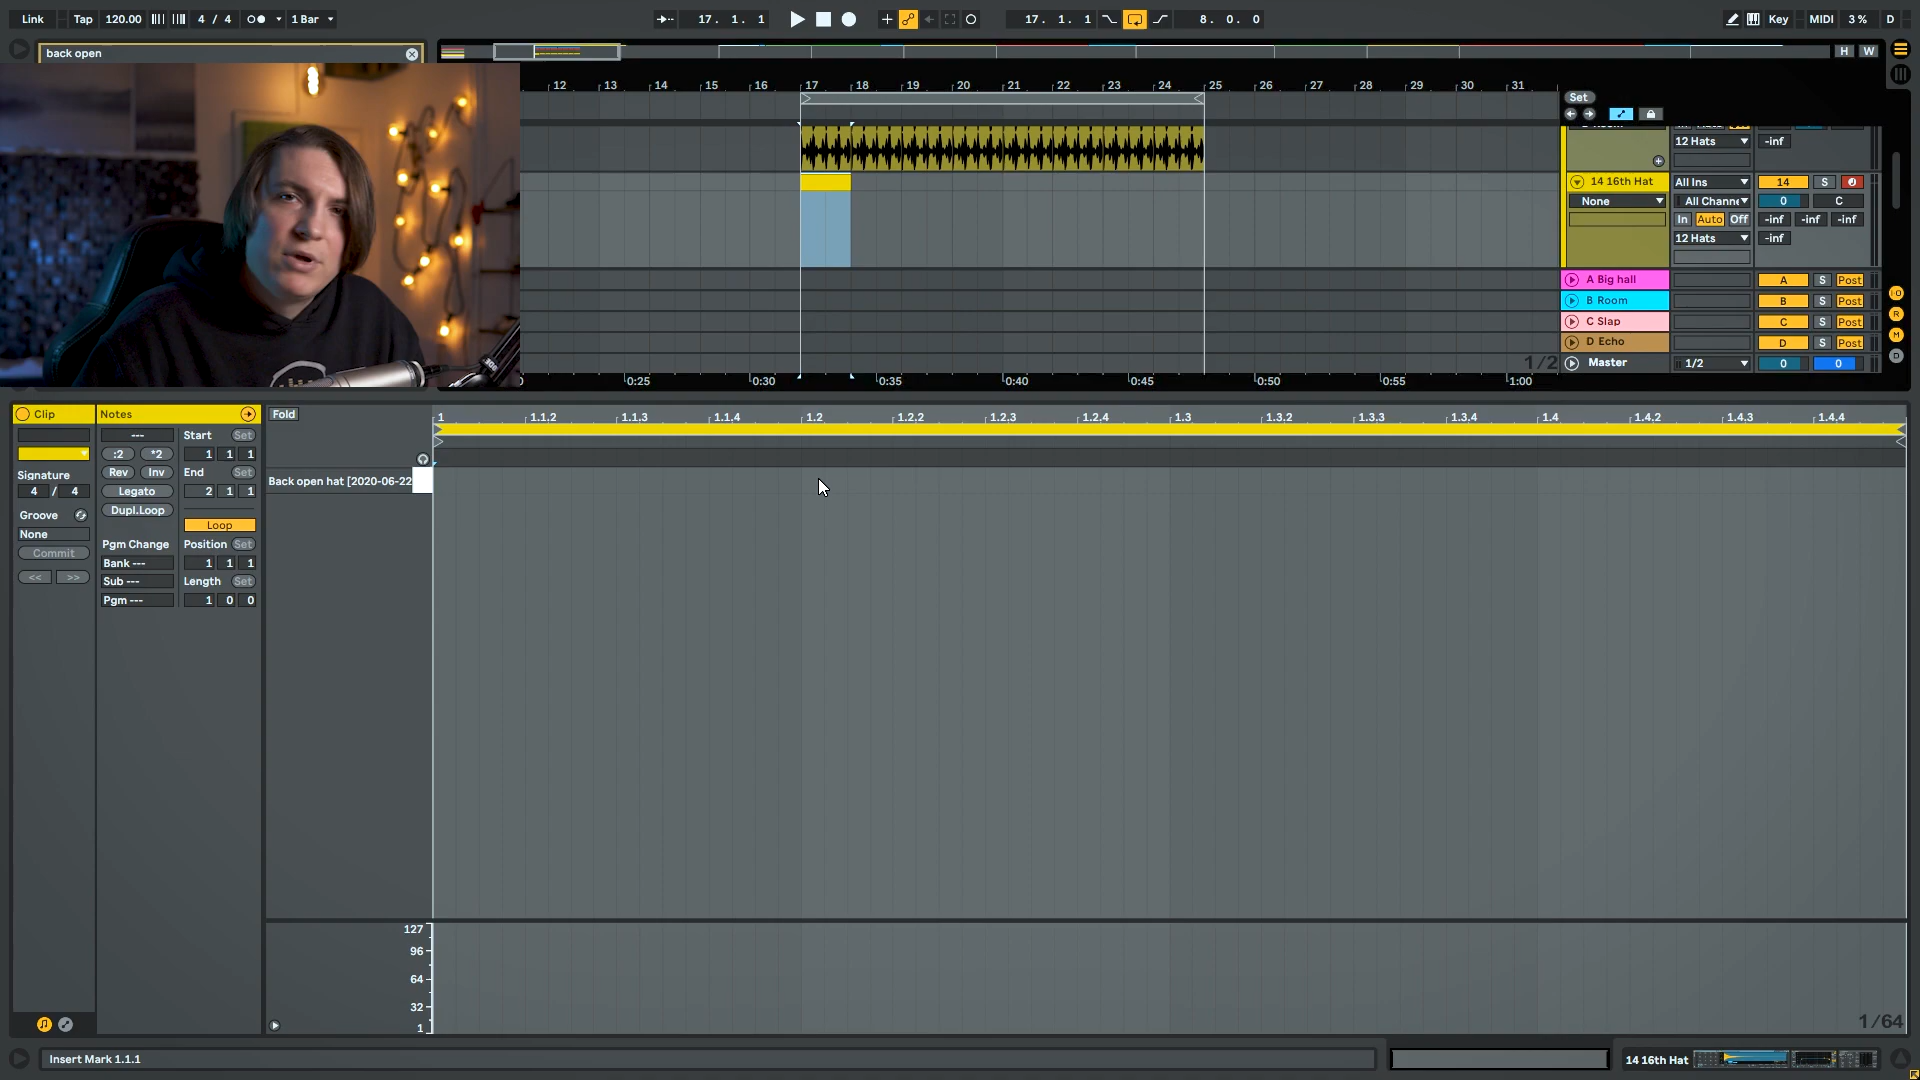 Link Tap 120.00 4 / 4 1 Bar 17. 1. 1 17. 1. 1 8. 0. 0 Key MIDI 3 % D
back open
H W
12 13 14 15 16 17 18 19 20 21 22 23 24 25 26 27 28 29 30 31
Set
12 Hats -inf
14 16th Hat All Ins 14 S
None All Channe 0 C
In Auto Off -inf -inf -inf
12 Hats -inf
A Big hall A S Post
B Room B S Post
C Slap C S Post
D Echo D S Post
1/2 Master 1/2 0 0
0:25 0:30 0:35 0:40 0:45 0:50 0:55 1:00
I·O
R
M
D
Clip Notes Fold
1 1.1.2 1.1.3 1.1.4 1.2 1.2.2 1.2.3 1.2.4 1.3 1.3.2 1.3.3 1.3.4 1.4 1.4.2 1.4.3 1.4.4
--- Start Set
:2 *2 1 1 1
Signature Rev Inv End Set
4 / 4 Legato 2 1 1
Back open hat [2020-06-22
Groove Dupl.Loop
None Loop
Commit Pgm Change Position Set
Bank --- 1 1 1
<< >> Sub --- Length Set
Pgm --- 1 0 0
127
96
64
32
1
1/64
Insert Mark 1.1.1
14 16th Hat